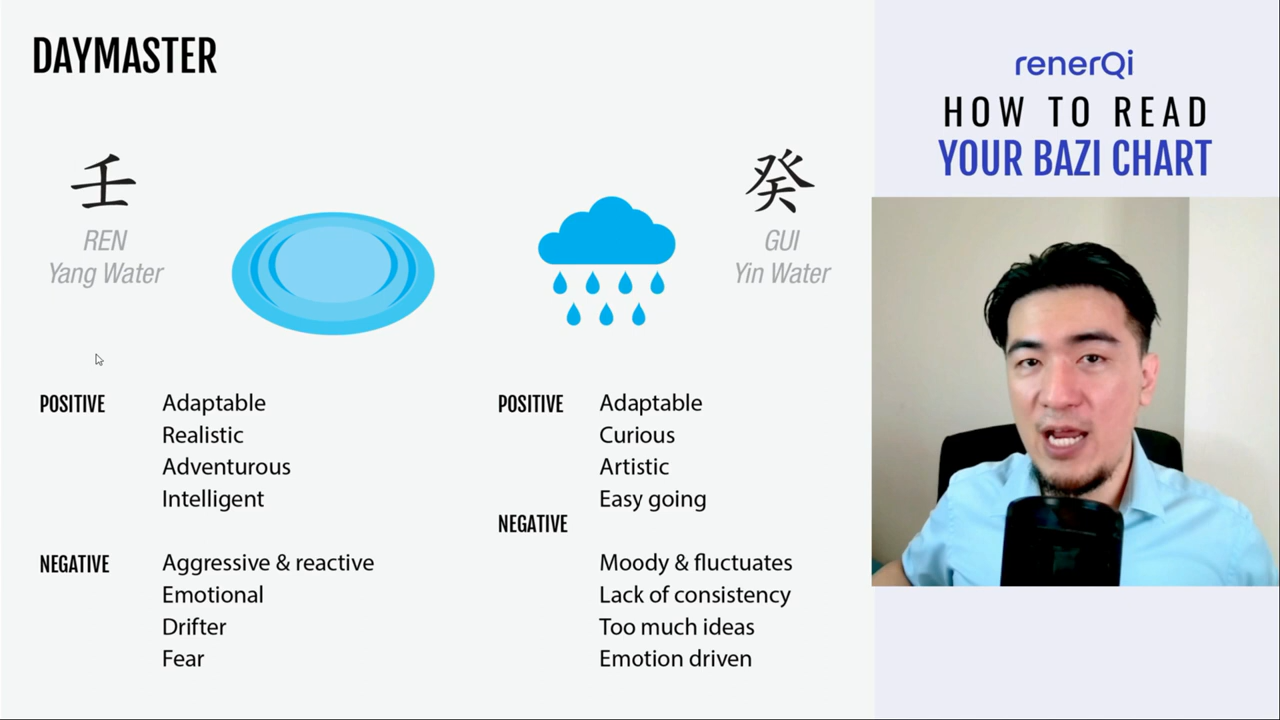 DAYMASTER
壬
REN
Yang Water
癸
GUI
Yin Water
POSITIVE
Adaptable
Realistic
Adventurous
Intelligent
NEGATIVE
Aggressive & reactive
Emotional
Drifter
Fear
POSITIVE
Adaptable
Curious
Artistic
Easy going
NEGATIVE
Moody & fluctuates
Lack of consistency
Too much ideas
Emotion driven
renerQi
HOW TO READ
YOUR BAZI CHART